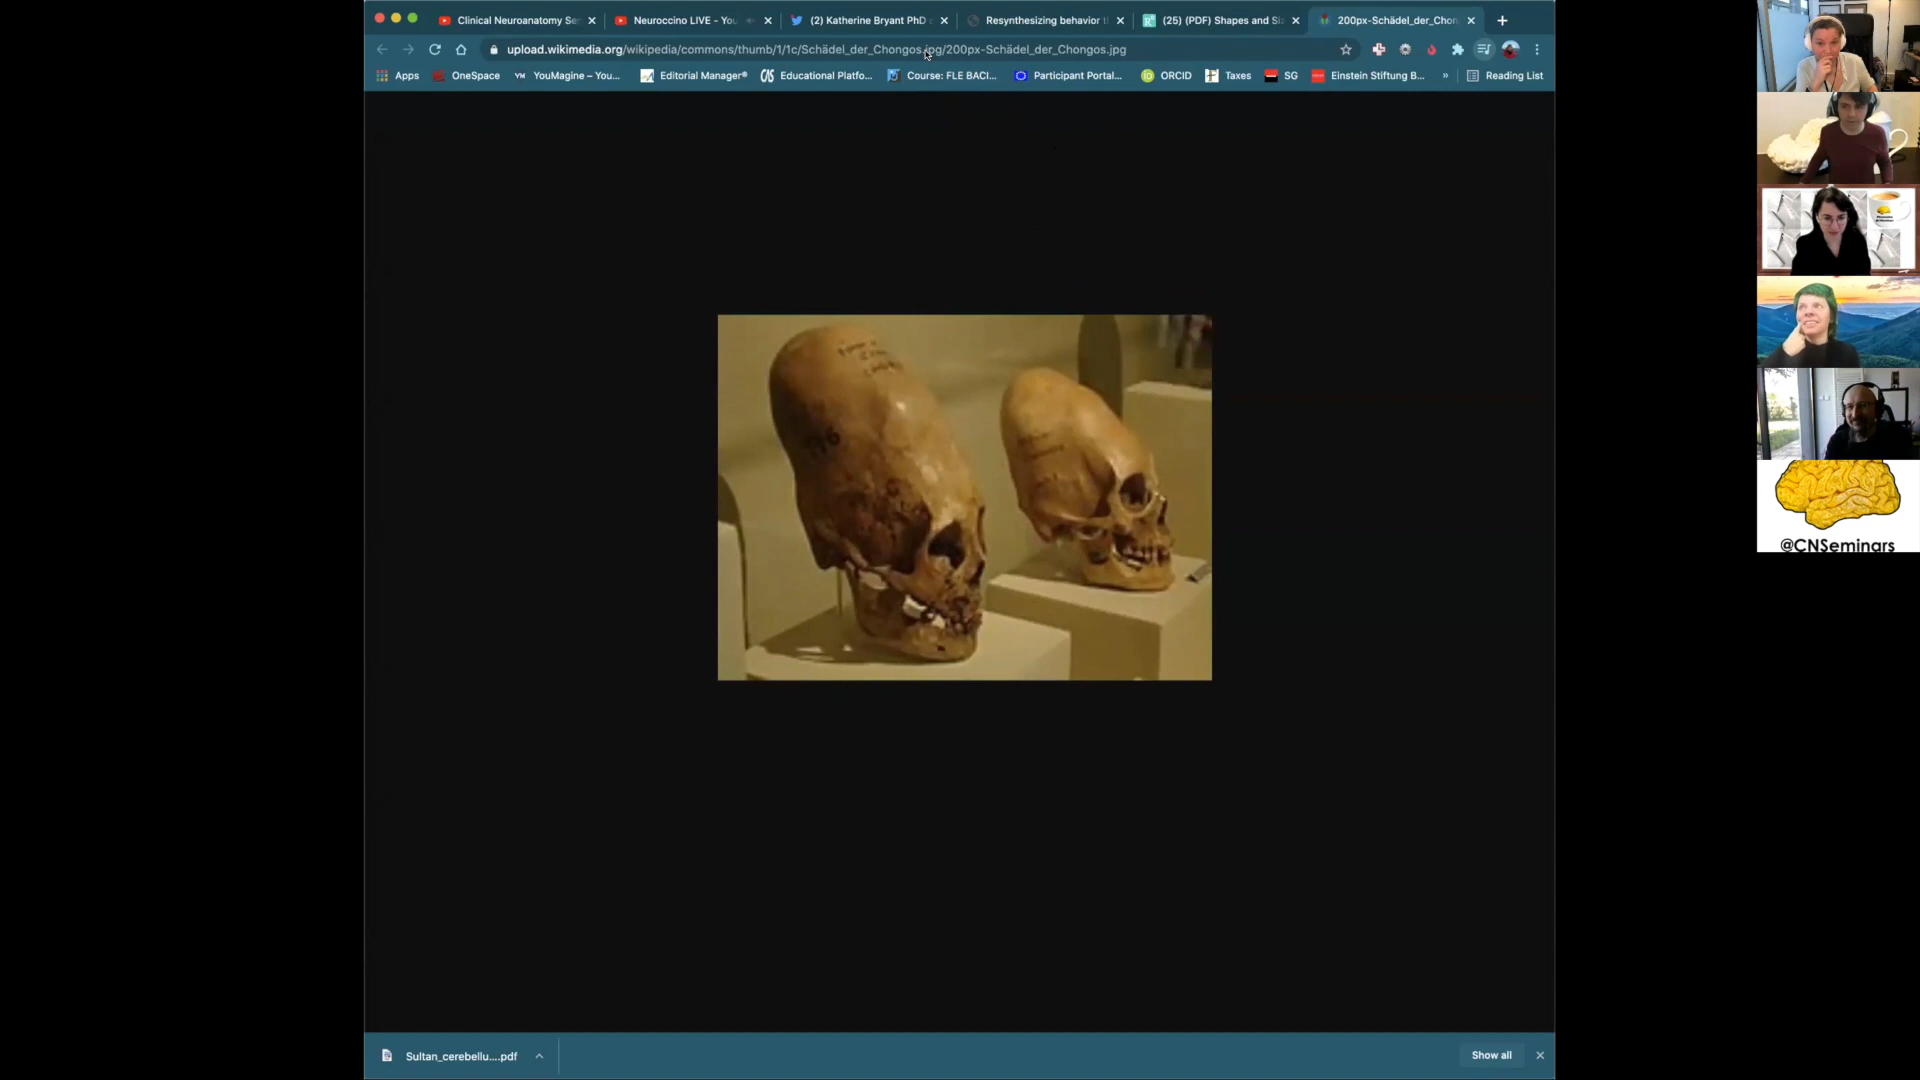 Clinical Neuroanatomy Se
Neuroccino LIVE - You
(2) Katherine Bryant PhD
Resynthesizing behavior
(25) (PDF) Shapes and Si
200px-Schädel_der_Chon
upload.wikimedia.org/wikipedia/commons/thumb/1/1c/Schädel_der_Chongos.jpg/200px-Schädel_der_Chongos.jpg
Apps
OneSpace
YM
YouMagine – You...
Editorial Manager®
Educational Platfo...
Course: FLE BACI...
Participant Portal...
iD
ORCID
Taxes
SG
Einstein Stiftung B...
»
Reading List
@CNSeminars
Sultan_cerebellu....pdf
Show all